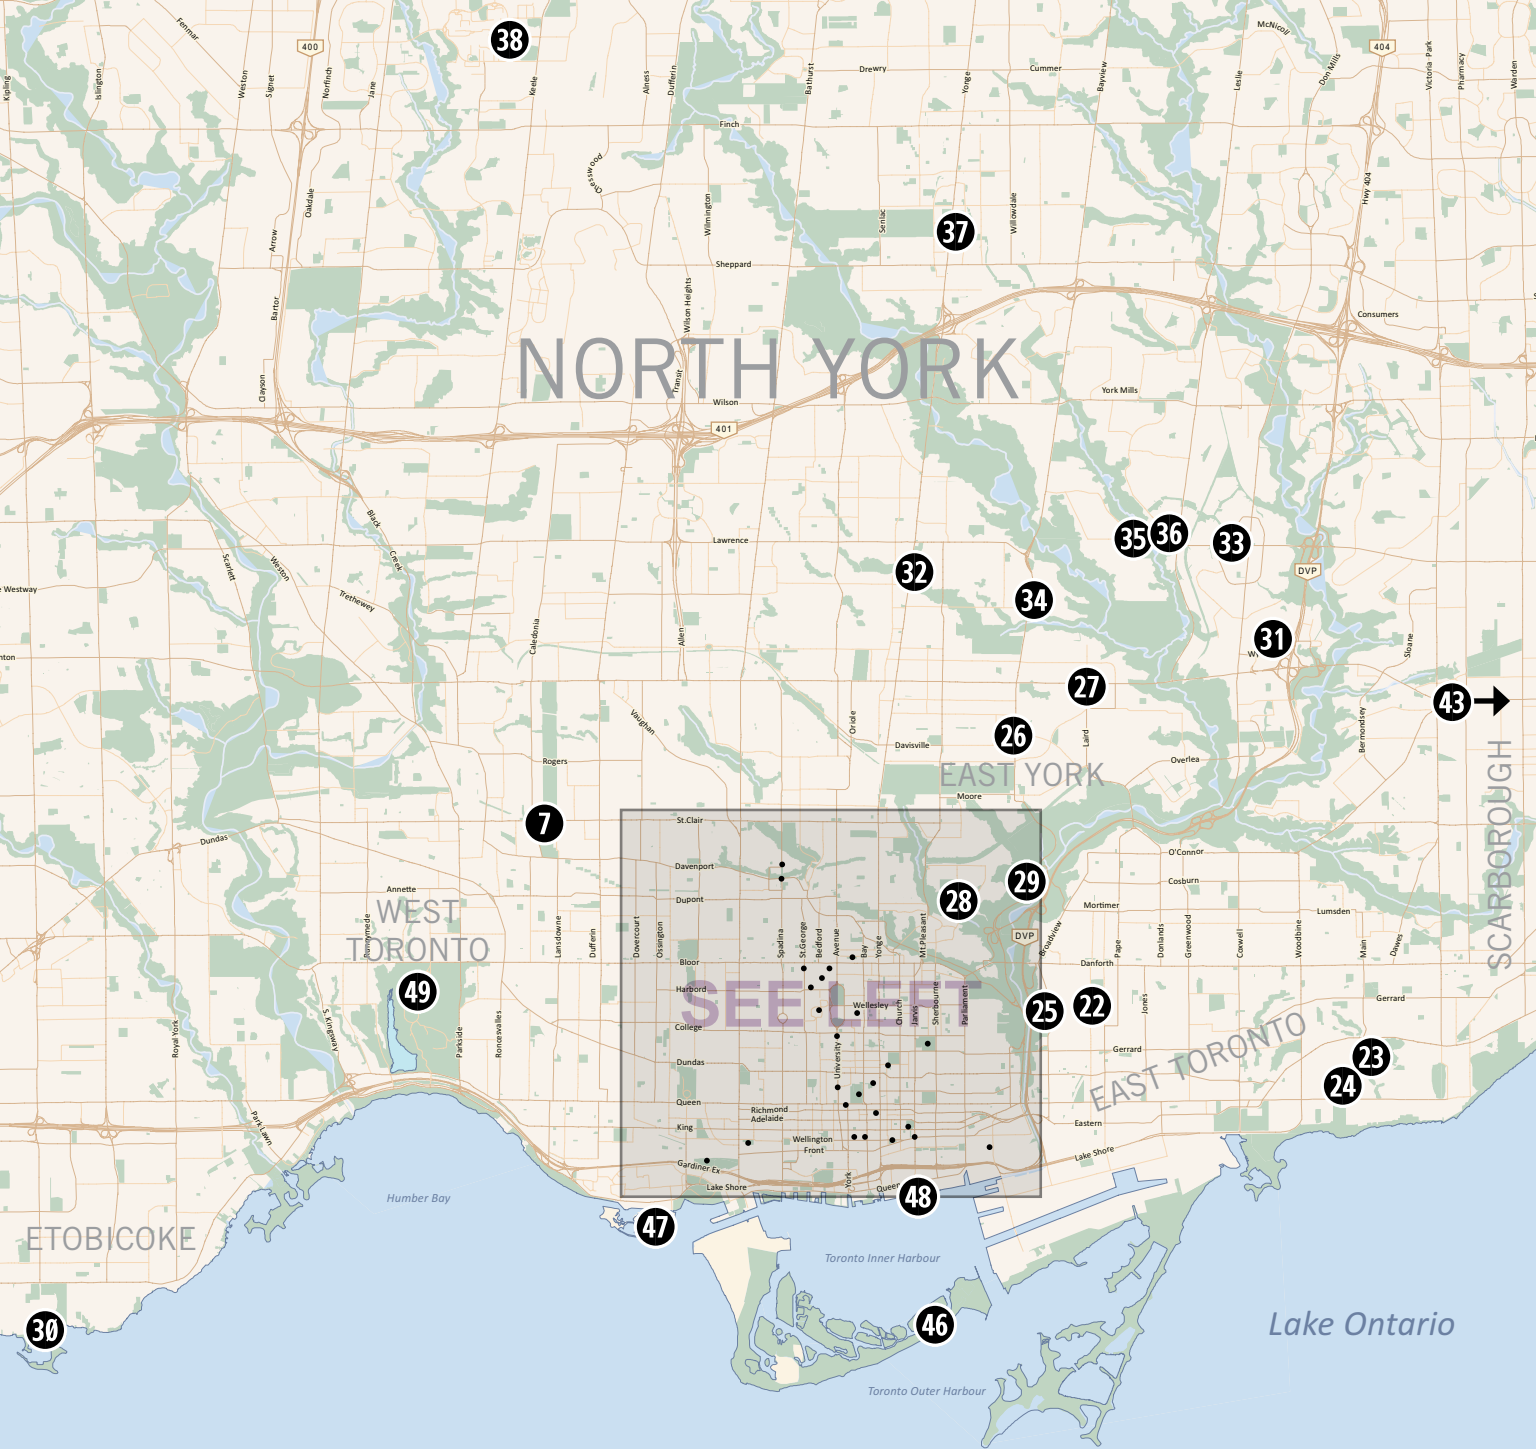 McNicoll
Fenmar
38
400
404
Kipling
Islington
Weston
Signet
Norfinch
Jane
Keele
Alness
Dufferin
Bathurst
Drewry
Yonge
Cummer
Bayview
Leslie
Don Mills
Victoria Park
Pharmacy
Warden
Finch
Chesswood
Oakdale
Arrow
Wilmington
Senlac
37
Willowdale
Hwy 404
Sheppard
Bartor
Wilson Heights
Consumers
NORTH YORK
Transit
Clayson
York Mills
Wilson
401
Black
Creek
Lawrence
35
36
33
Scarlett
Weston
32
DVP
Westway
Trethewey
34
Caledonia
Allen
31
Sloane
27
43
Vaughan
Oriole
26
Laird
Bermondsey
Davisville
Rogers
Overlea
EAST YORK
Moore
SCARBOROUGH
7
St.Clair
Dundas
O'Connor
Davenport
Cosburn
29
Annette
28
Dupont
Mortimer
Lumsden
WEST
TORONTO
Runnymede
Lansdowne
Dufferin
Dovercourt
Ossington
Spadina
St.George
Bedford
Avenue
Bay
Yonge
Mt.Pleasant
DVP
Broadview
Pape
Donlands
Greenwood
Coxwell
Woodbine
Main
Dawes
Bloor
Danforth
49
Harbord
SEE LEFT
Wellesley
Church
Jarvis
Sherbourne
Parliament
25
22
Jones
Gerrard
College
Royal York
S. Kingsway
Parkside
Roncesvalles
University
Gerrard
EAST TORONTO
23
24
Dundas
Queen
Richmond
Adelaide
Park Lawn
King
Eastern
Wellington
Front
Lake Shore
Gardiner Ex
Lake Shore
York
48
Humber Bay
47
ETOBICOKE
Toronto Inner Harbour
30
46
Lake Ontario
Toronto Outer Harbour